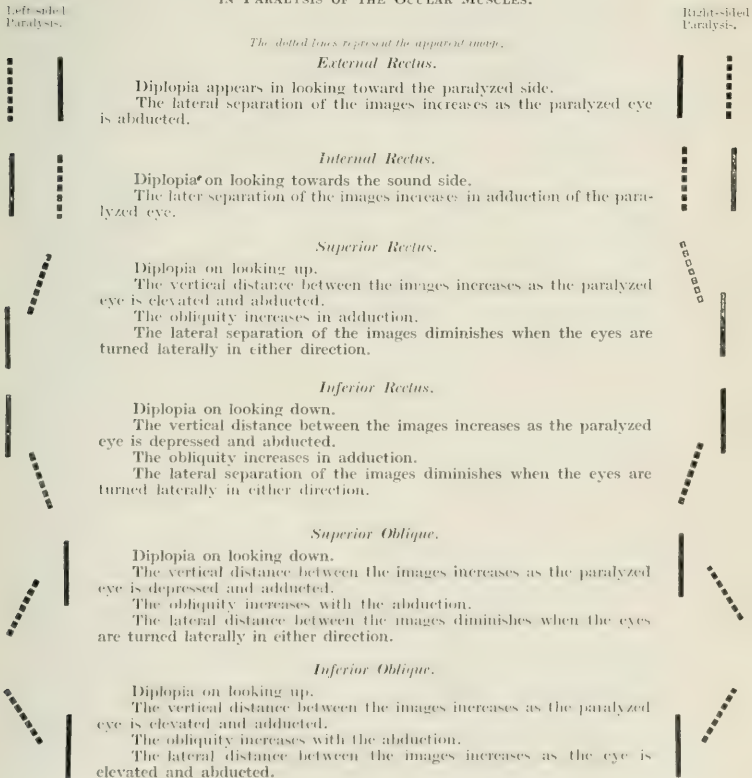 IN PARALYSIS OF THE OCULAR MUSCLES.
Left-sided
Paralysis.
Right-sided
Paralysis.
The dotted lines represent the apparent image.
External Rectus.
Diplopia appears in looking toward the paralyzed side.
The lateral separation of the images increases as the paralyzed eye
is abducted.
Internal Rectus.
Diplopia on looking towards the sound side.
The later separation of the images increases in adduction of the para-
lyzed eye.
Superior Rectus.
Diplopia on looking up.
The vertical distance between the images increases as the paralyzed
eye is elevated and abducted.
The obliquity increases in adduction.
The lateral separation of the images diminishes when the eyes are
turned laterally in either direction.
Inferior Rectus.
Diplopia on looking down.
The vertical distance between the images increases as the paralyzed
eye is depressed and abducted.
The obliquity increases in adduction.
The lateral separation of the images diminishes when the eyes are
turned laterally in either direction.
Superior Oblique.
Diplopia on looking down.
The vertical distance between the images increases as the paralyzed
eye is depressed and adducted.
The obliquity increases with the abduction.
The lateral distance between the images diminishes when the eyes
are turned laterally in either direction.
Inferior Oblique.
Diplopia on looking up.
The vertical distance between the images increases as the paralyzed
eye is elevated and adducted.
The obliquity increases with the abduction.
The lateral distance between the images increases as the eye is
elevated and abducted.